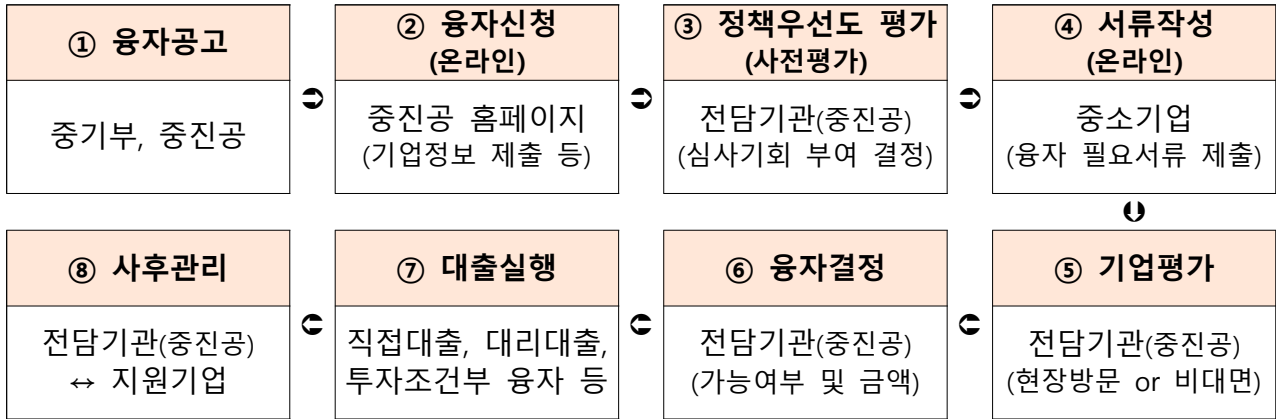 ① 융자공고
중기부, 중진공
➲
② 융자신청
(온라인)
중진공 홈페이지
(기업정보 제출 등)
➲
③ 정책우선도 평가
(사전평가)
전담기관(중진공)
(심사기회 부여 결정)
➲
④ 서류작성
(온라인)
중소기업
(융자 필요서류 제출)
⑤ 기업평가
전담기관(중진공)
(현장방문 or 비대면)
⑥ 융자결정
전담기관(중진공)
(가능여부 및 금액)
⑦ 대출실행
직접대출, 대리대출,
투자조건부 융자 등
⑧ 사후관리
전담기관(중진공)
↔ 지원기업